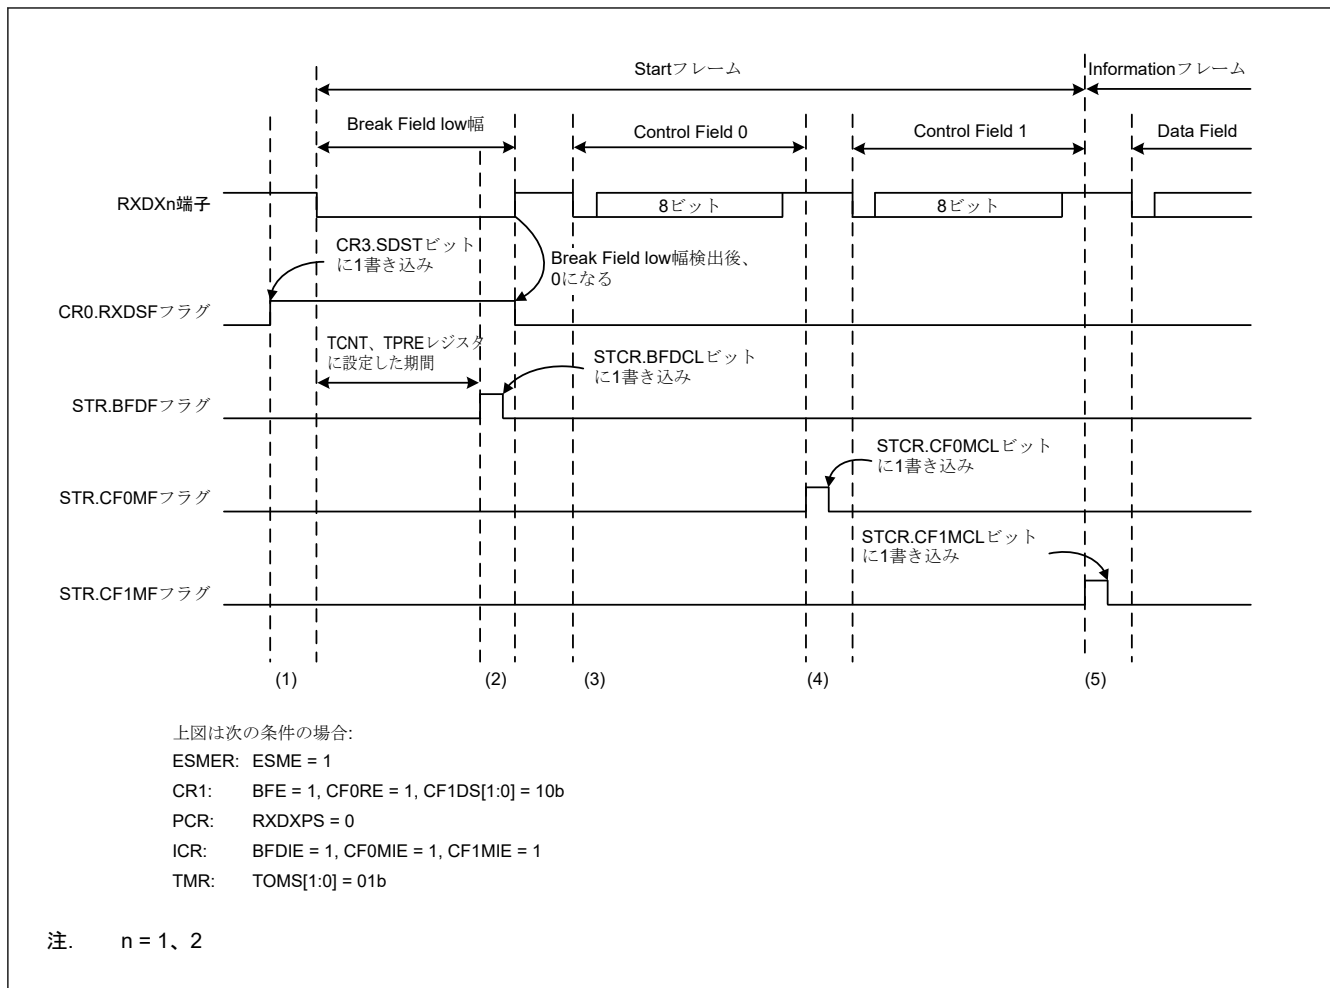 Startフレーム
Informationフレーム
Break Field low幅
Control Field 0
Control Field 1
Data Field
RXDXn端子
8ビット
8ビット
CR3.SDSTビット
に1書き込み
Break Field low幅検出後、
0になる
CR0.RXDSFフラグ
TCNT、TPREレジスタ
に設定した期間
STCR.BFDCLビット
に1書き込み
STR.BFDFフラグ
STCR.CF0MCLビット
に1書き込み
STR.CF0MFフラグ
STCR.CF1MCLビット
に1書き込み
STR.CF1MFフラグ
(1)
(2)
(3)
(4)
(5)
上図は次の条件の場合:
ESMER: ESME = 1
CR1: BFE = 1, CF0RE = 1, CF1DS[1:0] = 10b
PCR: RXDXPS = 0
ICR: BFDIE = 1, CF0MIE = 1, CF1MIE = 1
TMR: TOMS[1:0] = 01b
注. n = 1、2